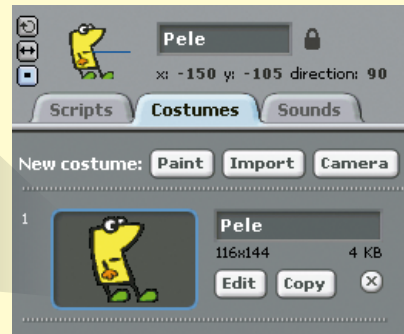 Pele
x: -150 y: -105 direction: 90
Scripts Costumes Sounds
New costume: Paint Import Camera
1
Pele
116x144 4 KB
Edit Copy